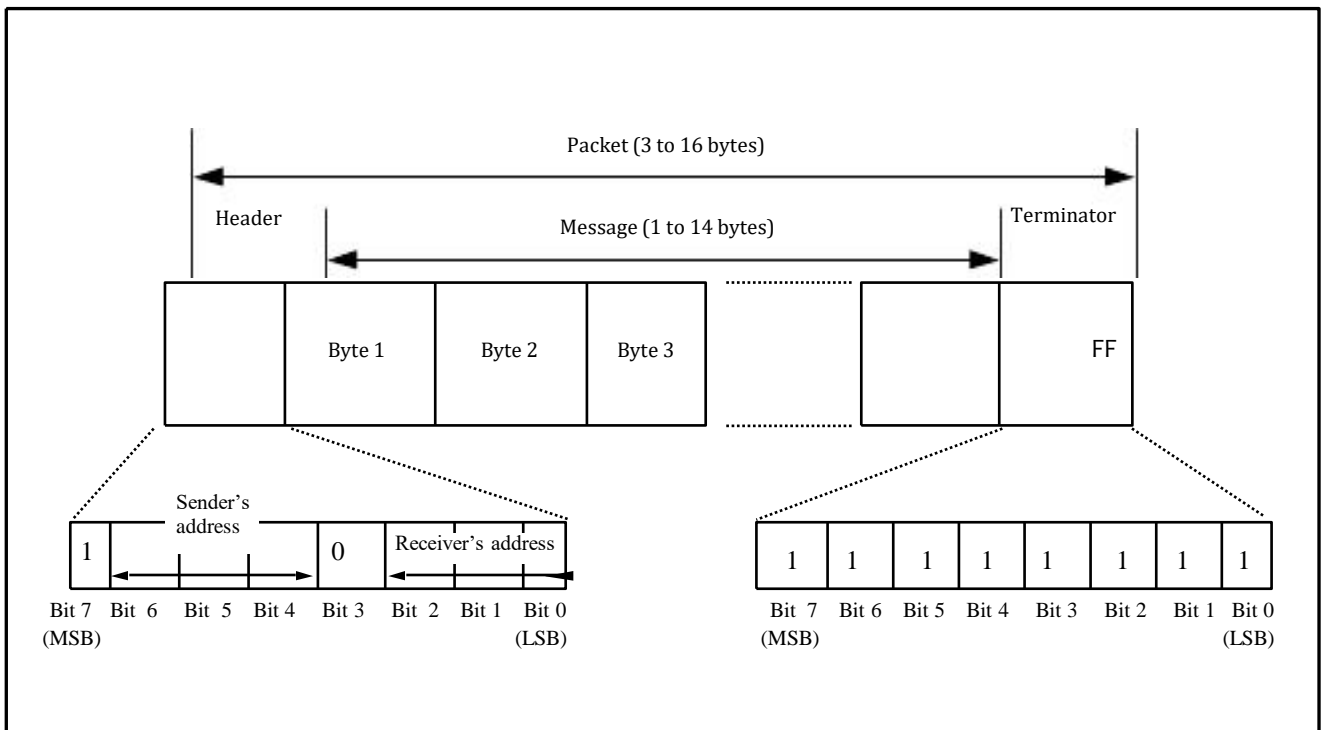 Packet (3 to 16 bytes)
Header
Message (1 to 14 bytes)
Terminator
Byte 1 Byte 2 Byte 3 FF
Sender's
address
1 0 Receiver's address
Bit 7 Bit 6 Bit 5 Bit 4 Bit 3 Bit 2 Bit 1 Bit 0
(MSB) (LSB)
1 1 1 1 1 1 1 1
Bit 7 Bit 6 Bit 5 Bit 4 Bit 3 Bit 2 Bit 1 Bit 0
(MSB) (LSB)